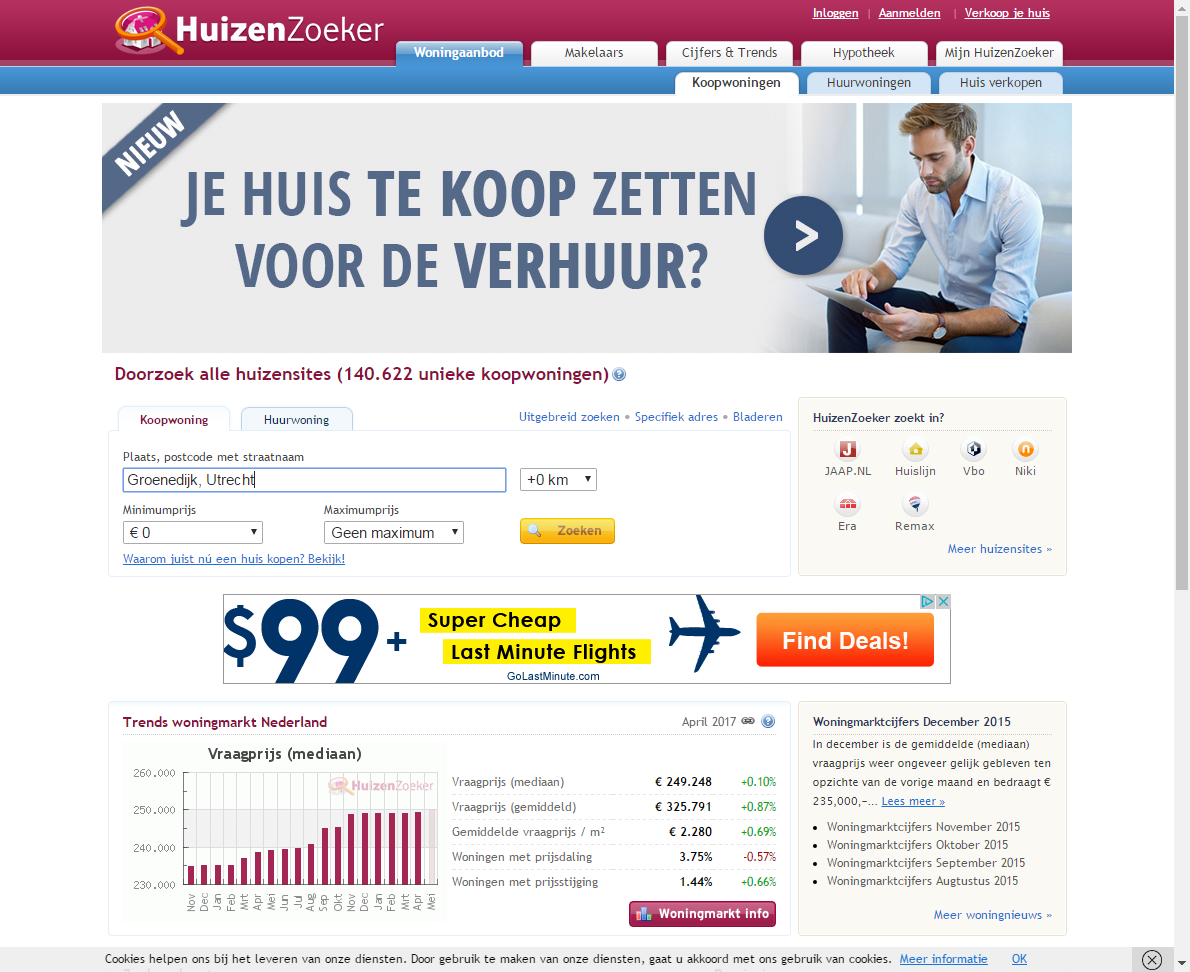 HuizenZoeker
Inloggen | Aanmelden | Verkoop je huis
Woningaanbod Makelaars Cijfers & Trends Hypotheek Mijn HuizenZoeker
Koopwoningen Huurwoningen Huis verkopen
NIEUW
JE HUIS TE KOOP ZETTEN
VOOR DE VERHUUR?
>
Doorzoek alle huizensites (140.622 unieke koopwoningen) ?
Koopwoning Huurwoning
Uitgebreid zoeken • Specifiek adres • Bladeren
Plaats, postcode met straatnaam
Groenedijk, Utrecht
+0 km
Minimumprijs Maximumprijs
€ 0 Geen maximum Zoeken
Waarom juist nú een huis kopen? Bekijk!
HuizenZoeker zoekt in?
JAAP.NL Huislijn Vbo Niki
Era Remax
Meer huizensites »
$99+
Super Cheap
Last Minute Flights
GoLastMinute.com
Find Deals!
Trends woningmarkt Nederland
April 2017 ?
Vraagprijs (mediaan)
HuizenZoeker
260.000
250.000
240.000
230.000
Nov Dec Jan Feb Mrt Apr Mei Jun Jul Aug Sep Okt Nov Dec Jan Feb Mrt Apr Mei
Vraagprijs (mediaan) € 249.248 +0.10%
Vraagprijs (gemiddeld) € 325.791 +0.87%
Gemiddelde vraagprijs / m² € 2.280 +0.69%
Woningen met prijsdaling 3.75% -0.57%
Woningen met prijsstijging 1.44% +0.66%
Woningmarkt info
Woningmarktcijfers December 2015
In december is de gemiddelde (mediaan)
vraagprijs weer ongeveer gelijk gebleven ten
opzichte van de vorige maand en bedraagt €
235,000,-... Lees meer »
• Woningmarktcijfers November 2015
• Woningmarktcijfers Oktober 2015
• Woningmarktcijfers September 2015
• Woningmarktcijfers Augtustus 2015
Meer woningnieuws »
Cookies helpen ons bij het leveren van onze diensten. Door gebruik te maken van onze diensten, gaat u akkoord met ons gebruik van cookies. Meer informatie OK